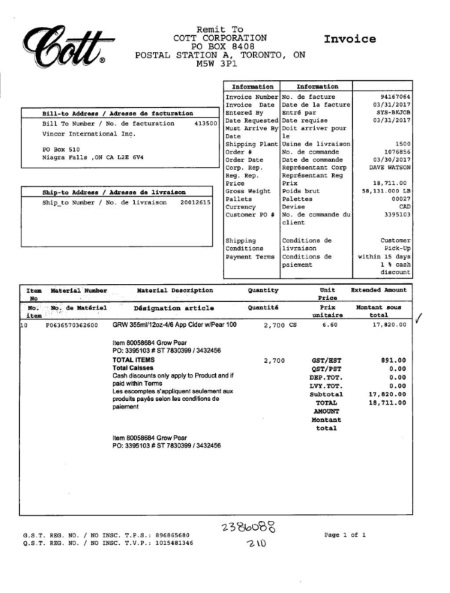 Cott®
Remit To
COTT CORPORATION
PO BOX 8408
POSTAL STATION A, TORONTO, ON
M5W 3P1
Invoice
Information Information
Invoice Number No. de facture 94167064
Invoice Date Date de la facture 03/31/2017
Entered By Entré par SYS-BKJOB
Date Requested Date requise 03/31/2017
Must Arrive By Doit arriver pour
Date le
Shipping Plant Usine de livraison 1500
Order # No. de commande 1876856
Order Date Date de commande 03/30/2017
Corp. Rep. Représentant Corp DAVE WATSON
Reg. Rep. Représentant Reg
Price Prix 18,711.00
Gross Weight Poids brut 58,131.000 LB
Pallets Palettes 00027
Currency Devise CAD
Customer PO # No. de commande du 3395103
client
Shipping Conditions de Customer
Conditions livraison Pick-Up
Payment Terms Conditions de within 15 days
paiement 1 % cash
discount
Bill-to Address / Adresse de facturation
Bill To Number / No. de facturation 413500
Vincor International Inc.
PO Box 510
Niagra Falls ,ON CA L2E 6V4
Ship-to Address / Adresse de livraison
Ship_to Number / No. de livraison 20012615
Item Material Number Material Description Quantity Unit Extended Amount
No Price
No. No. de Matériel Désignation article Quantité Prix Montant sous
item unitaire total
10 F0636570362600 GRW 355ml/12oz-4/6 App Cider w/Pear 100 2,700 CS 6.60 17,820.00
Item 80058684 Grow Pear
PO: 3395103 # ST 7830399 / 3432456
TOTAL ITEMS 2,700 GST/HST 891.00
Total Caisses QST/PST 0.00
Cash discounts only apply to Product and if DEP.TOT. 0.00
paid within Terms LVY.TOT. 0.00
Les escomptes s'appliquent seulement aux Subtotal 17,820.00
produits payés selon les conditions de TOTAL 18,711.00
paiement AMOUNT
Montant
total
Item 80058684 Grow Pear
PO: 3395103 # ST 7830399 / 3432456
2386088
210
G.S.T. REG. NO. / NO INSC. T.P.S.: 896865680 Page 1 of 1
Q.S.T. REG. NO. / NO INSC. T.V.P.: 1015481346